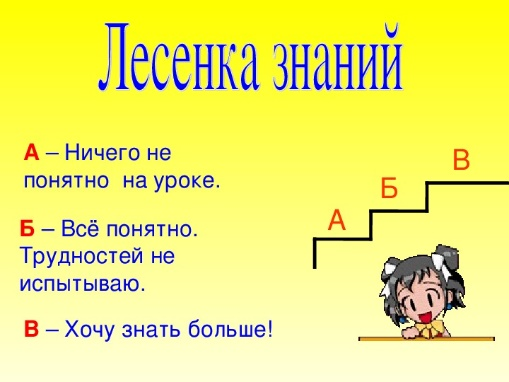 Лесенка знаний
А – Ничего не
понятно на уроке.
Б – Всё понятно.
Трудностей не
испытываю.
В – Хочу знать больше!
А
Б
В